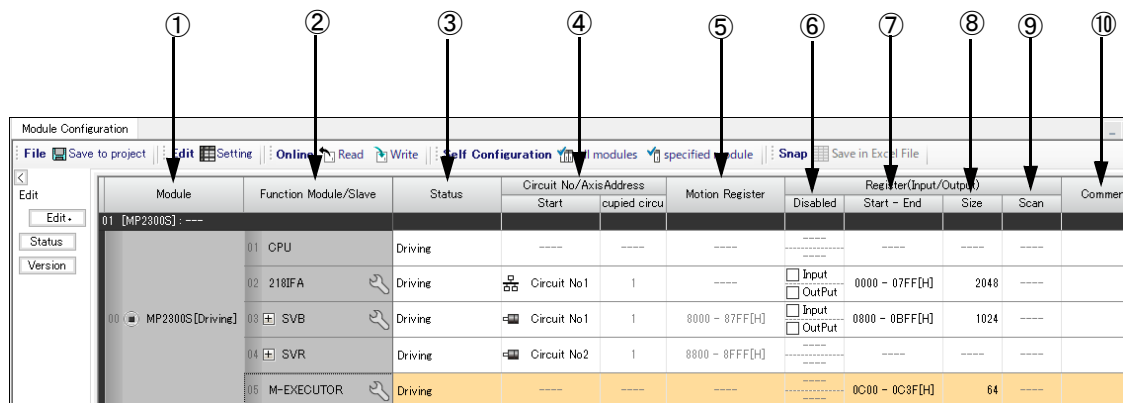 ① ② ③ ④ ⑤ ⑥ ⑦ ⑧ ⑨ ⑩
Module Configuration
File Save to project Edit Setting Online Read Write Self Configuration modules specified module Snap Save in Excel File
Edit
Edit
Status
Version
Module Function Module/Slave Status Circuit No/AxisAddress Motion Register Register(Input/Output) Commen
Start cupied circu Disabled Start - End Size Scan
01 [MP2300S] : ---
00 MP2300S[Driving]
01 CPU Driving ---- ---- ---- ---- ---- ---- ---- ----
02 218IFA Driving Circuit No1 1 ---- Input OutPut 0000 - 07FF[H] 2048 ----
03 + SVB Driving Circuit No1 1 8000 - 87FF[H] Input OutPut 0800 - 0BFF[H] 1024 ----
04 + SVR Driving Circuit No2 1 8800 - 8FFF[H] ---- ---- ---- ---- ----
05 M-EXECUTOR Driving ---- ---- ---- ---- ---- 0C00 - 0C3F[H] 64 ----